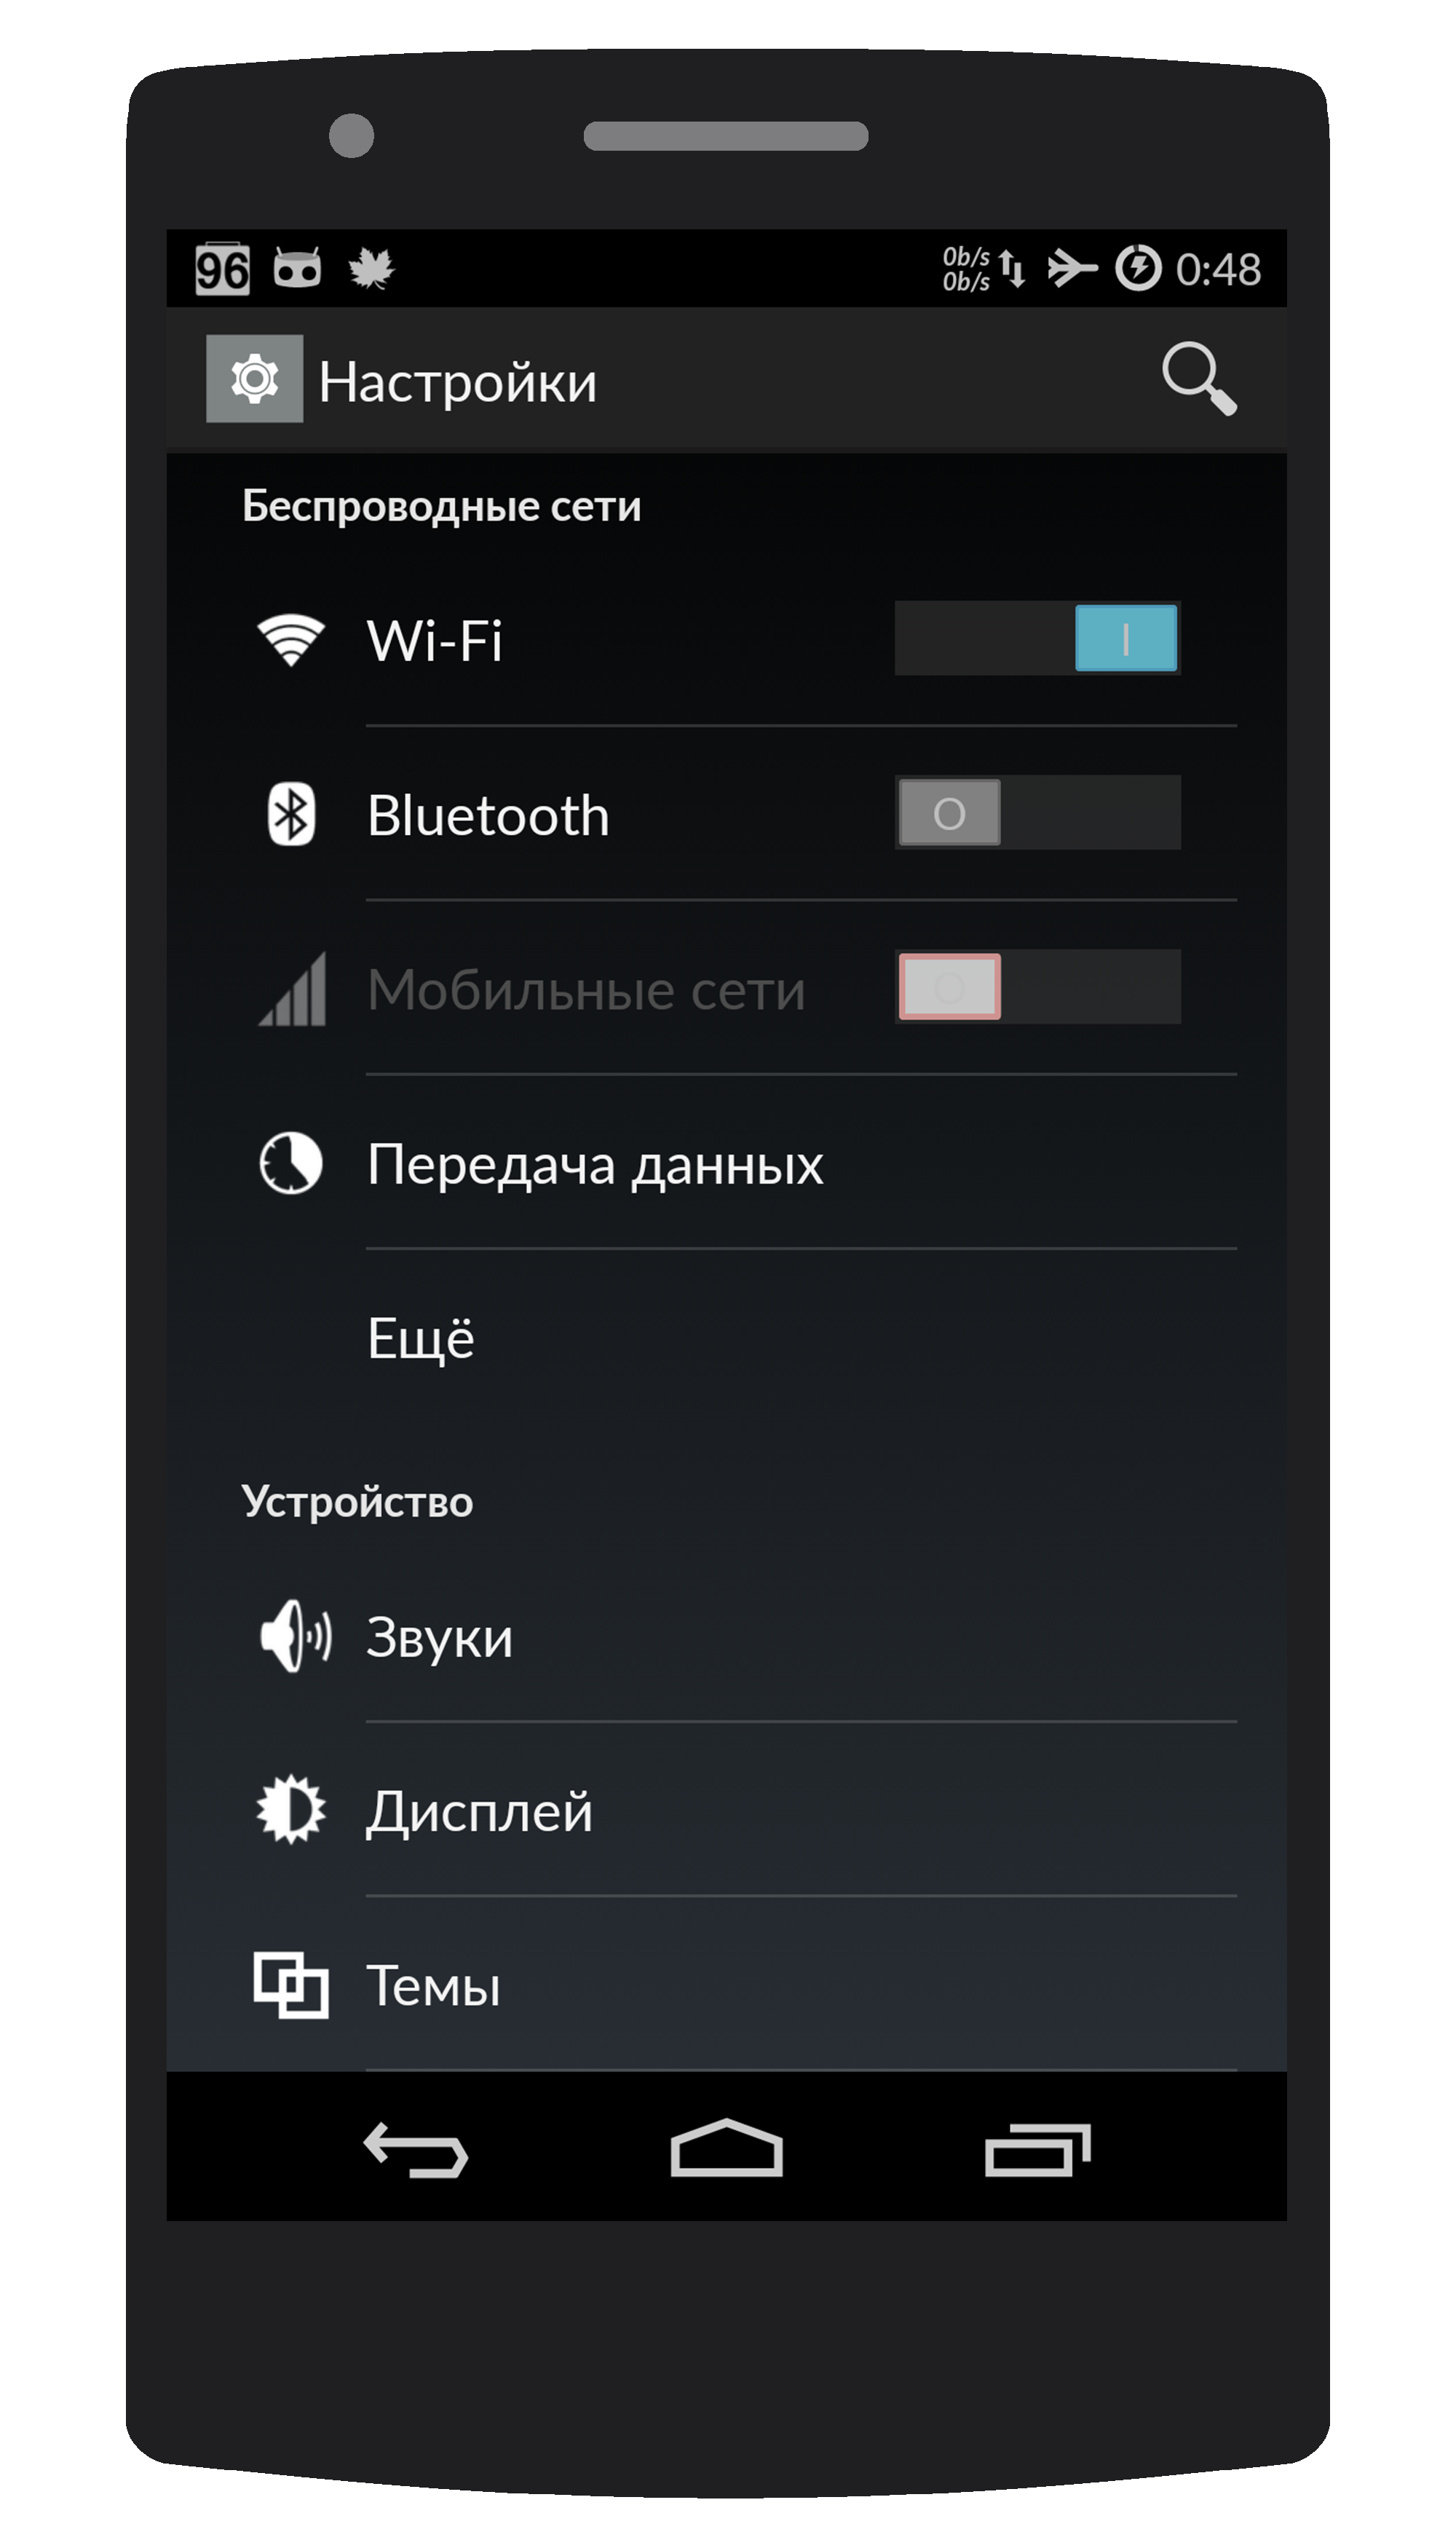 96
0b/s
0b/s
0:48
Настройки
Беспроводные сети
Wi-Fi
I
Bluetooth
O
Мобильные сети
O
Передача данных
Ещё
Устройство
Звуки
Дисплей
Темы